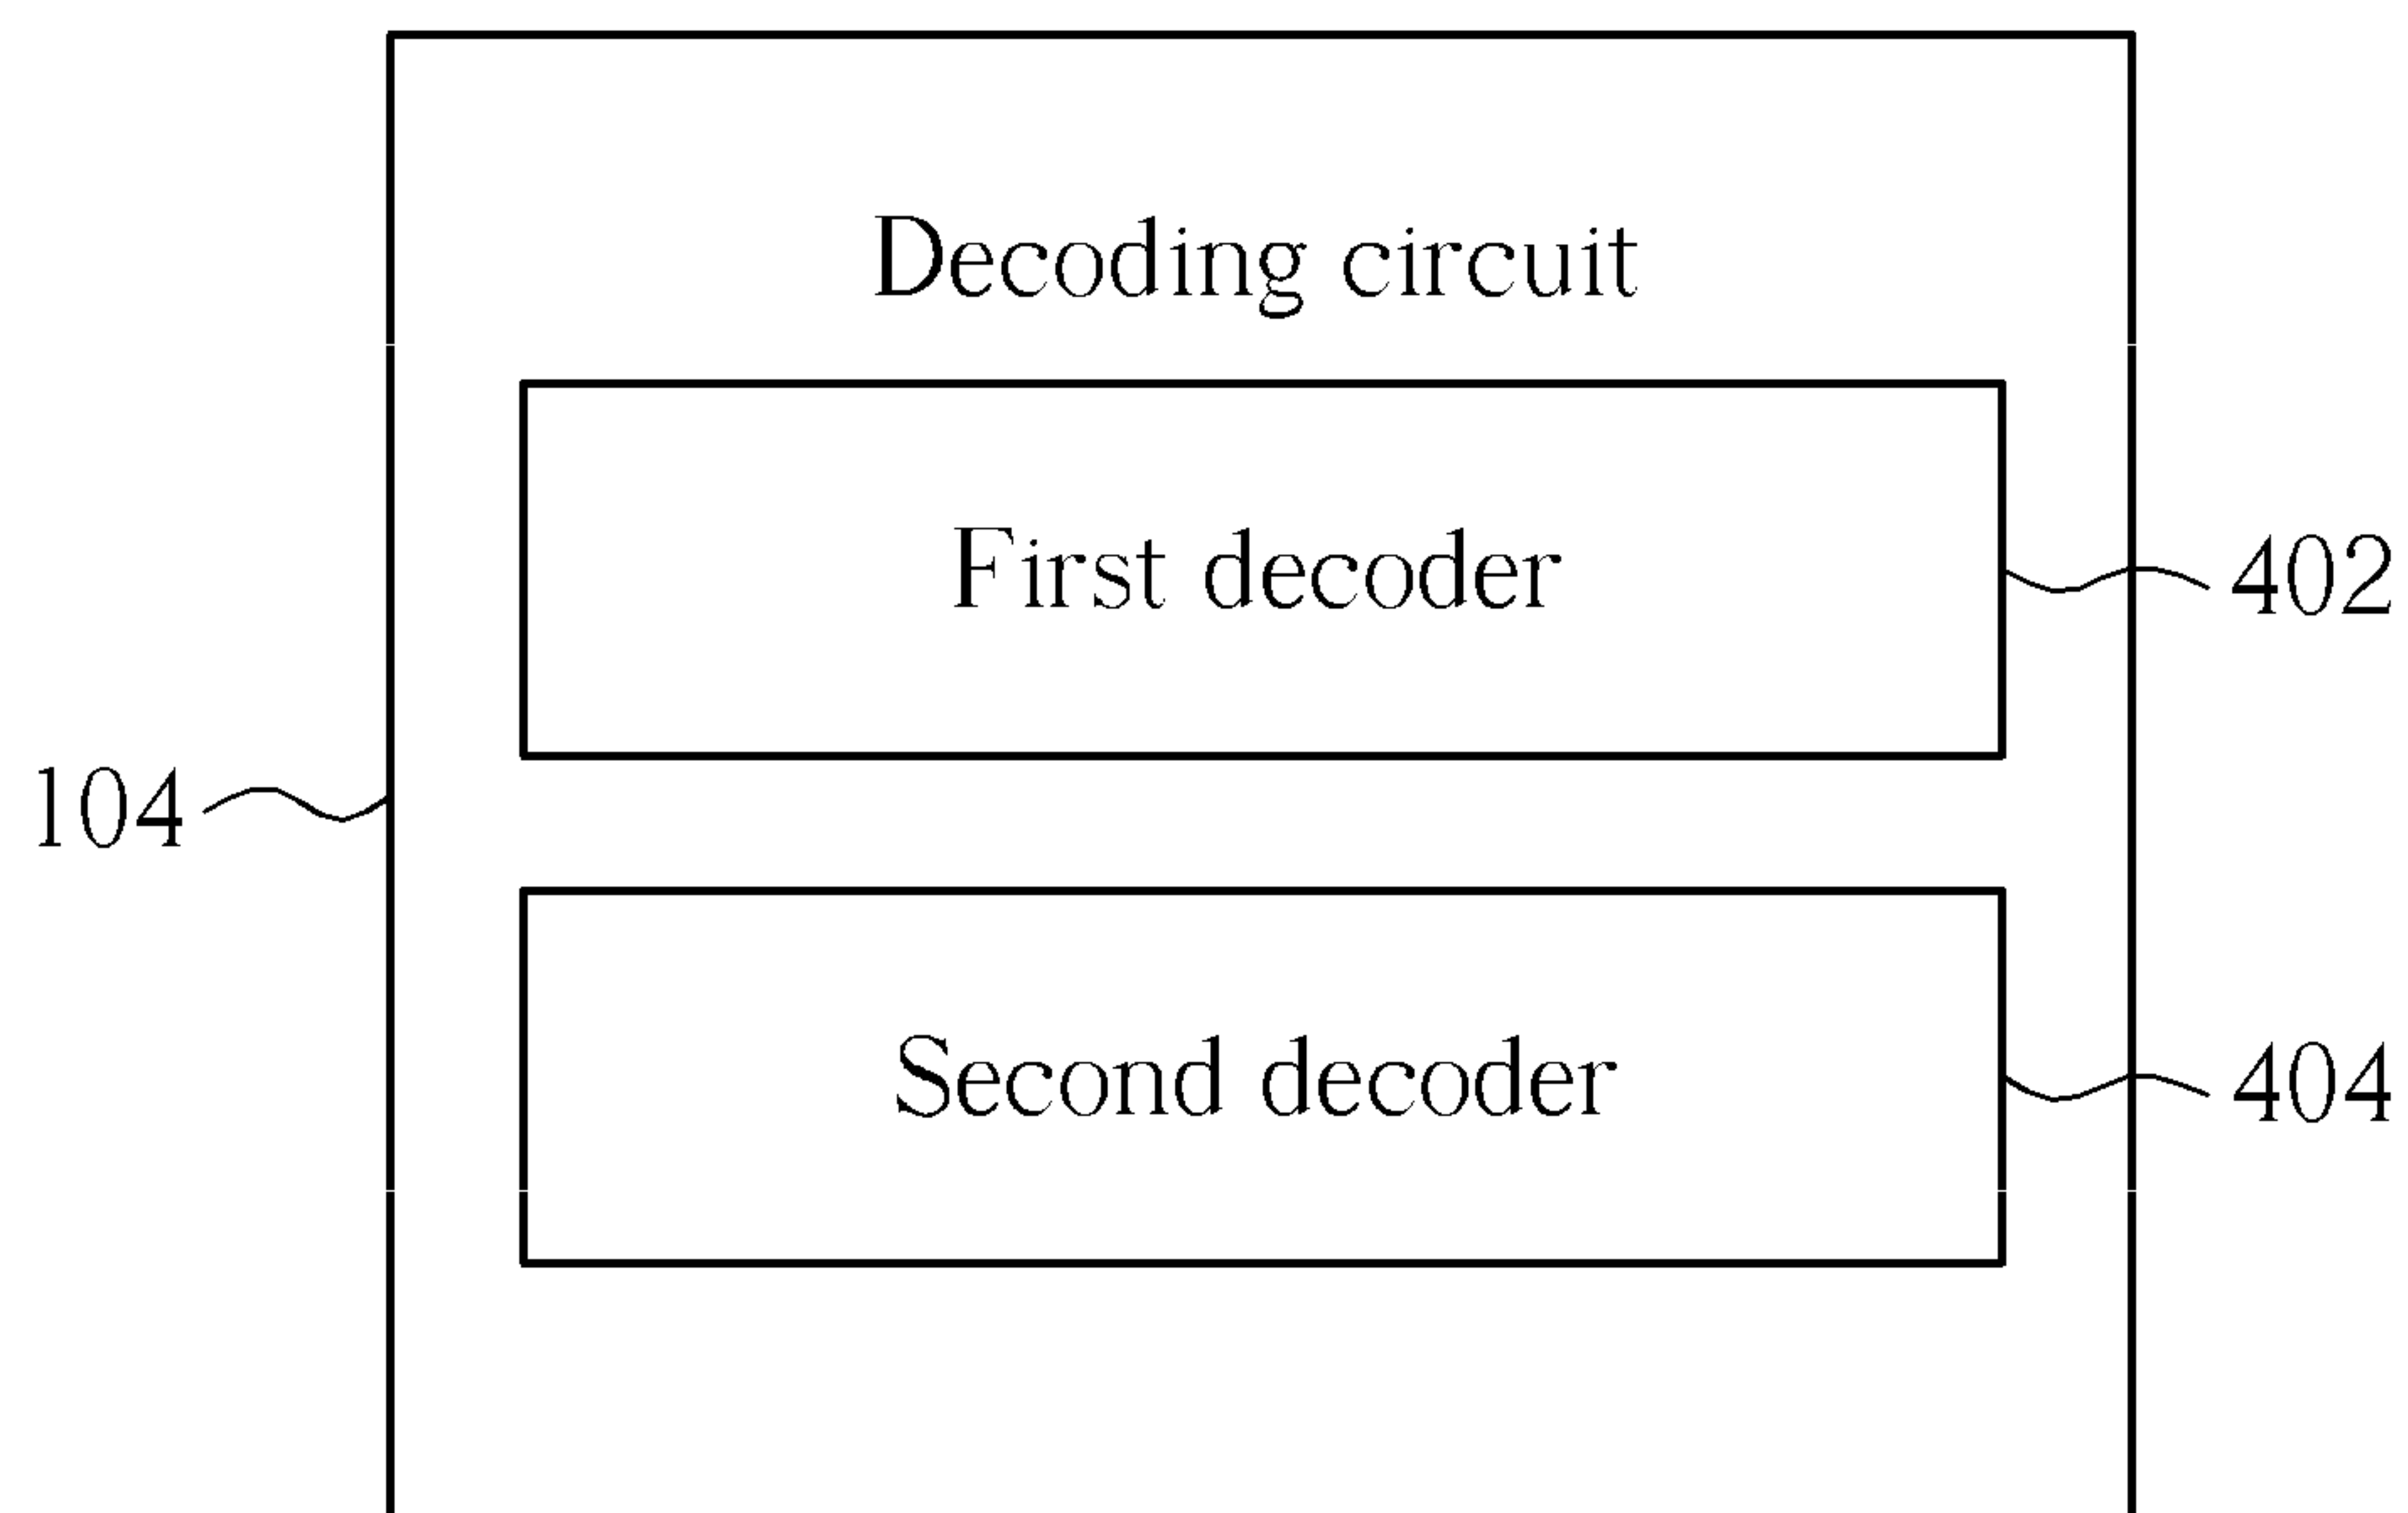 Decoding circuit
First decoder
402
104
Second decoder
404